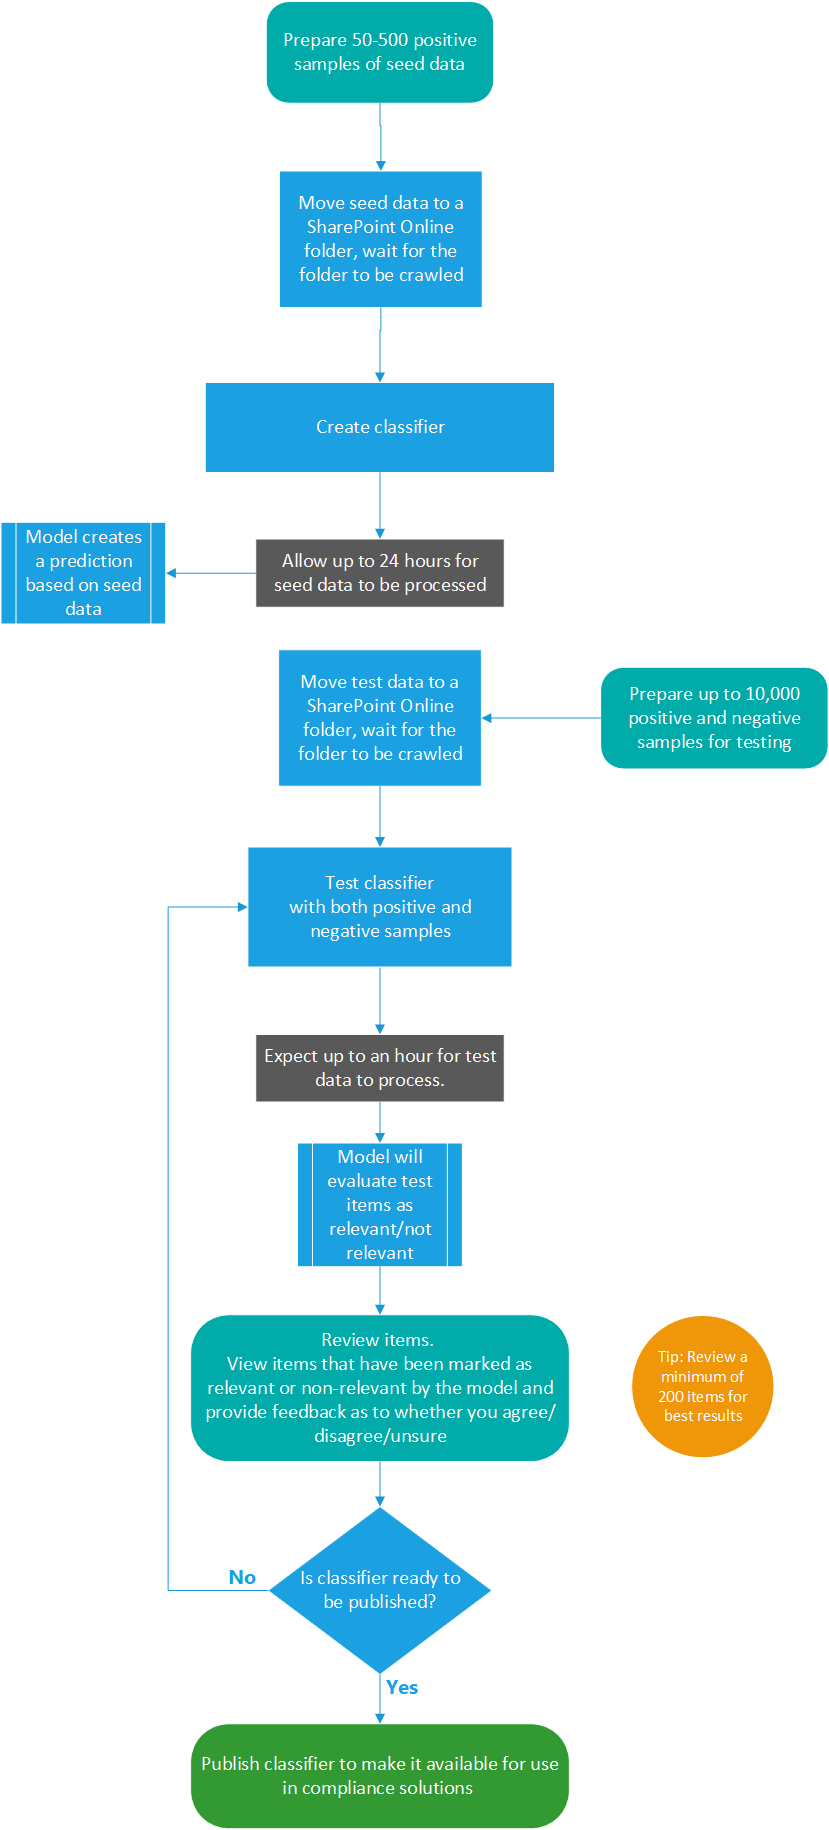 Prepare 50-500 positive
samples of seed data
Move seed data to a
SharePoint Online
folder, wait for the
folder to be crawled
Create classifier
Allow up to 24 hours for
seed data to be processed
Model creates
a prediction
based on seed
data
Move test data to a
SharePoint Online
folder, wait for the
folder to be crawled
Prepare up to 10,000
positive and negative
samples for testing
Test classifier
with both positive and
negative samples
Expect up to an hour for test
data to process.
Model will
evaluate test
items as
relevant/not
relevant
Review items.
View items that have been marked as
relevant or non-relevant by the model and
provide feedback as to whether you agree/
disagree/unsure
Tip: Review a
minimum of
200 items for
best results
Is classifier ready to
be published?
No
Yes
Publish classifier to make it available for use
in compliance solutions